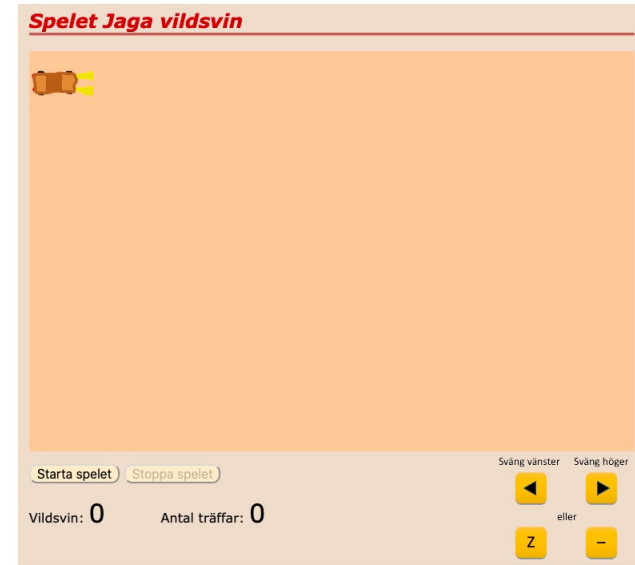 Spelet Jaga vildsvin
Starta spelet Stoppa spelet
Vildsvin: 0 Antal träffar: 0
Sväng vänster Sväng höger
eller
Z –